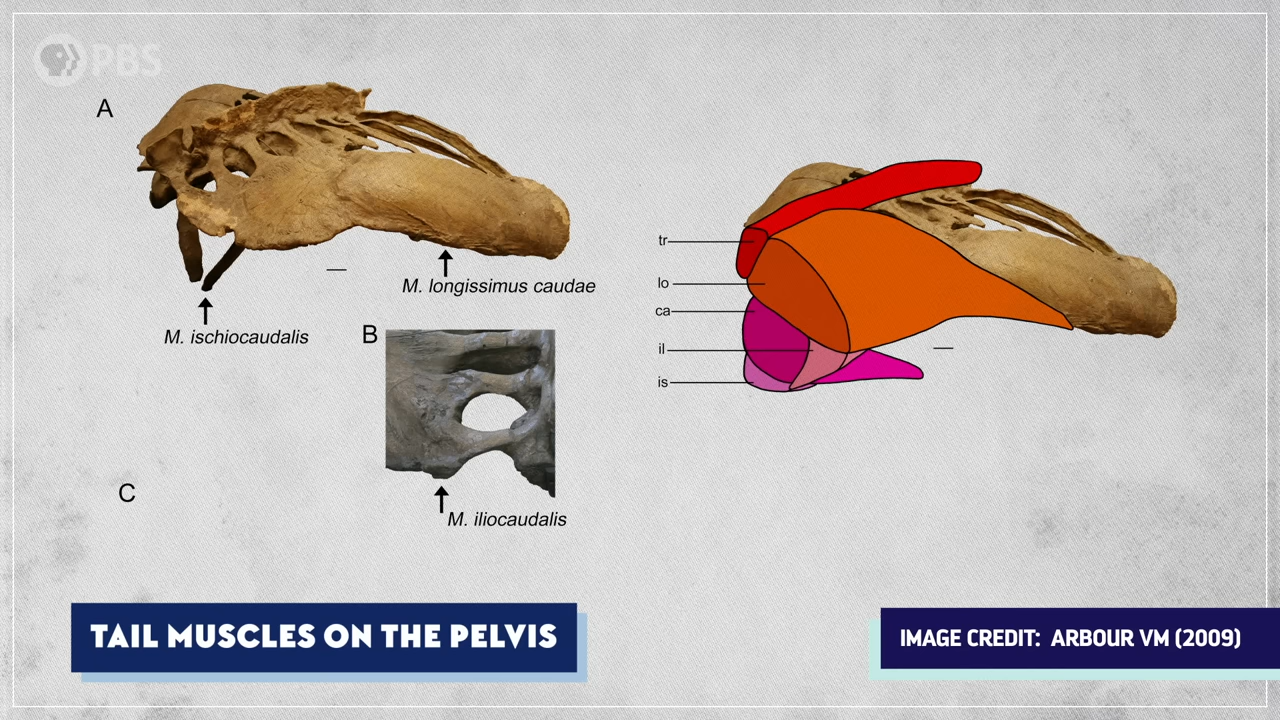 PBS
A
M. longissimus caudae
M. ischiocaudalis
B
M. iliocaudalis
C
tr
lo
ca
il
is
TAIL MUSCLES ON THE PELVIS
IMAGE CREDIT: ARBOUR VM (2009)